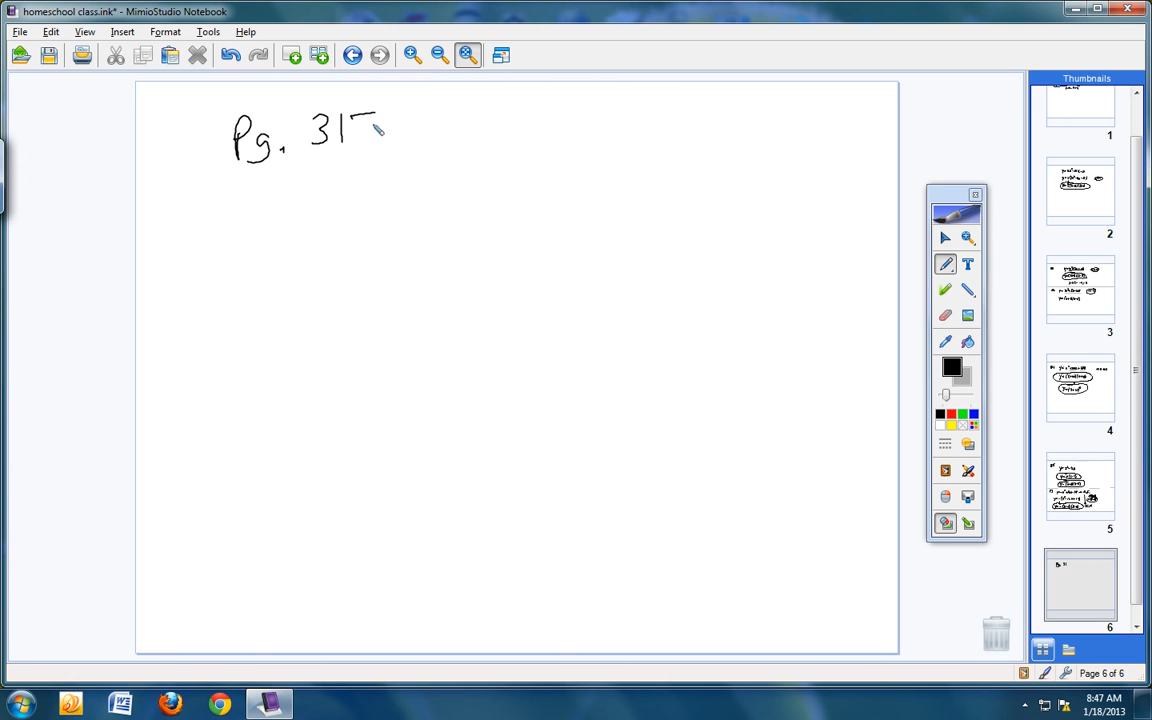 homeschool class.ink* - MimioStudio Notebook
File Edit View Insert Format Tools Help
Pg. 31
Thumbnails
1
2
3
4
5
6
Page 6 of 6
8:47 AM
1/18/2013